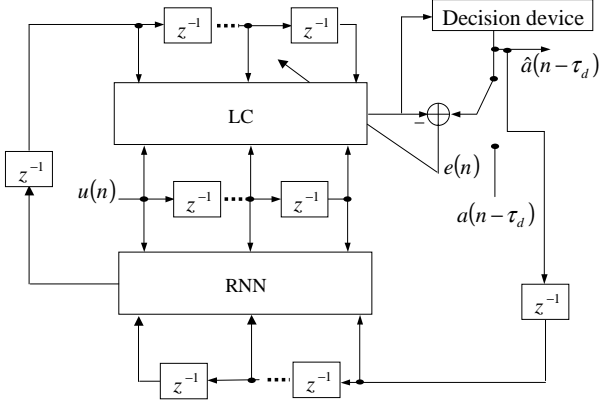 Decision device
z⁻¹
z⁻¹
â(n − τ_d)
LC
−
z⁻¹
e(n)
u(n)
z⁻¹
z⁻¹
a(n − τ_d)
RNN
z⁻¹
z⁻¹
z⁻¹